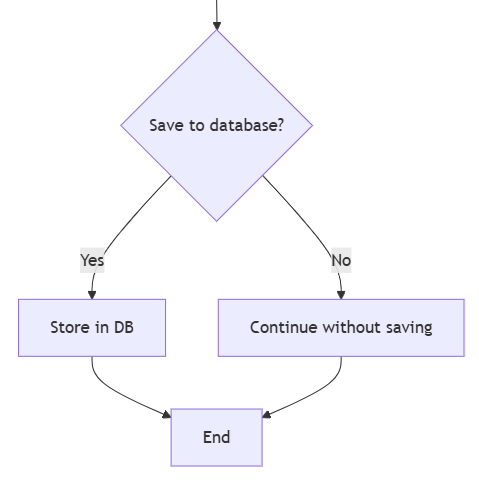 Save to database?
Yes
No
Store in DB
Continue without saving
End